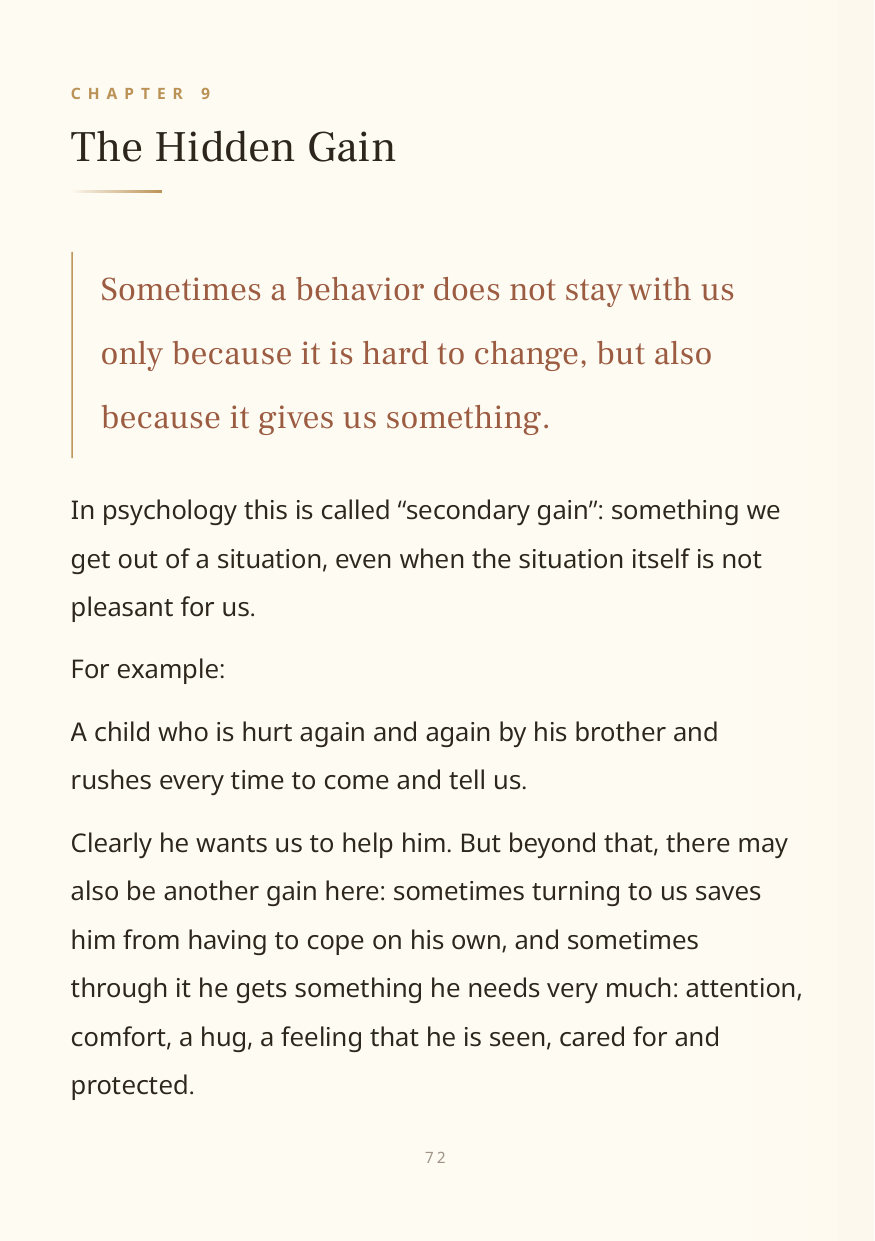 CHAPTER 9
The Hidden Gain
Sometimes a behavior does not stay with us
only because it is hard to change, but also
because it gives us something.
In psychology this is called “secondary gain”: something we
get out of a situation, even when the situation itself is not
pleasant for us.
For example:
A child who is hurt again and again by his brother and
rushes every time to come and tell us.
Clearly he wants us to help him. But beyond that, there may
also be another gain here: sometimes turning to us saves
him from having to cope on his own, and sometimes
through it he gets something he needs very much: attention,
comfort, a hug, a feeling that he is seen, cared for and
protected.
72